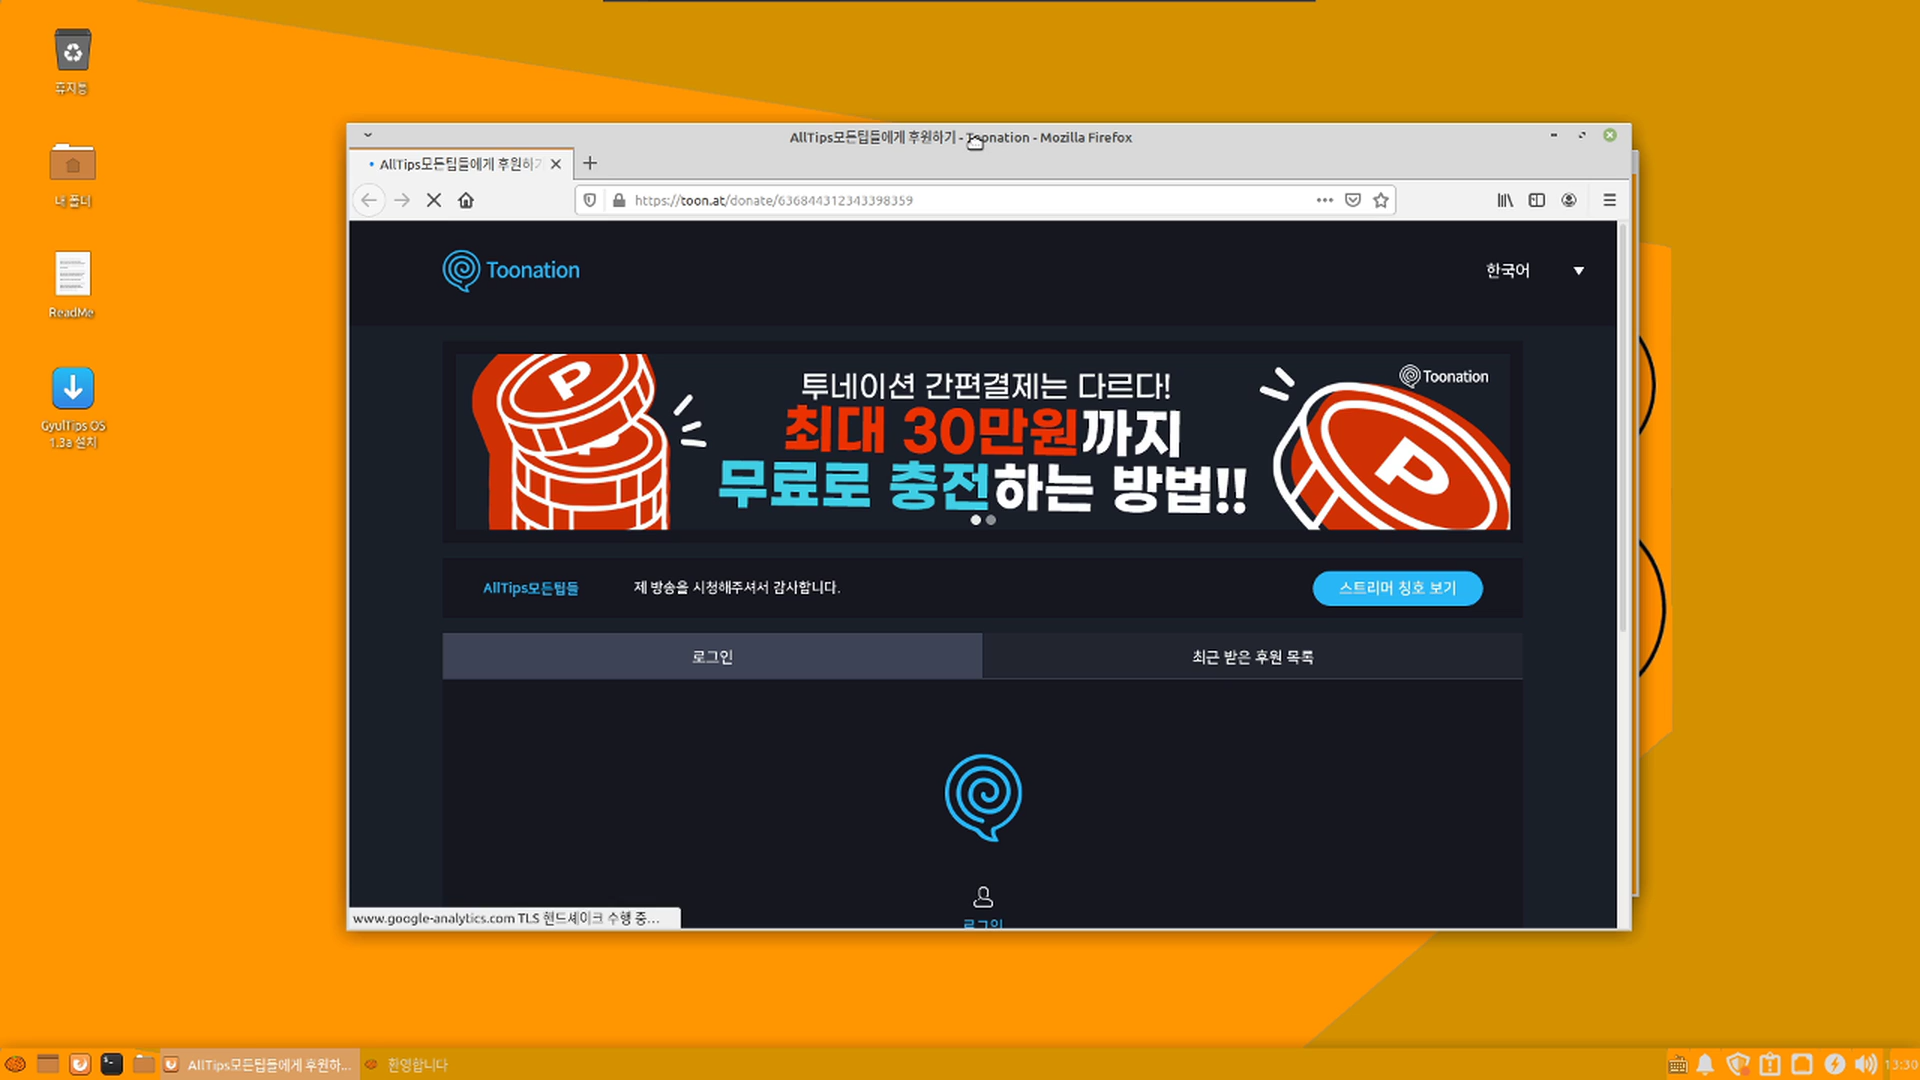 휴지통
내 폴더
ReadMe
GyulTips OS
1.3a 설치
AllTips모든팁들에게 후원하기 - Toonation - Mozilla Firefox
AllTips모든팁들에게 후원하기
https://toon.at/donate/636844312343398359
Toonation
한국어
투네이션 간편결제는 다르다!
최대 30만원까지
무료로 충전하는 방법!!
Toonation
AllTips모든팁들
제 방송을 시청해주셔서 감사합니다.
스트리머 칭호 보기
로그인
최근 받은 후원 목록
로그인
www.google-analytics.com TLS 핸드셰이크 수행 중...
AllTips모든팁들에게 후원하...
환영합니다
13:30